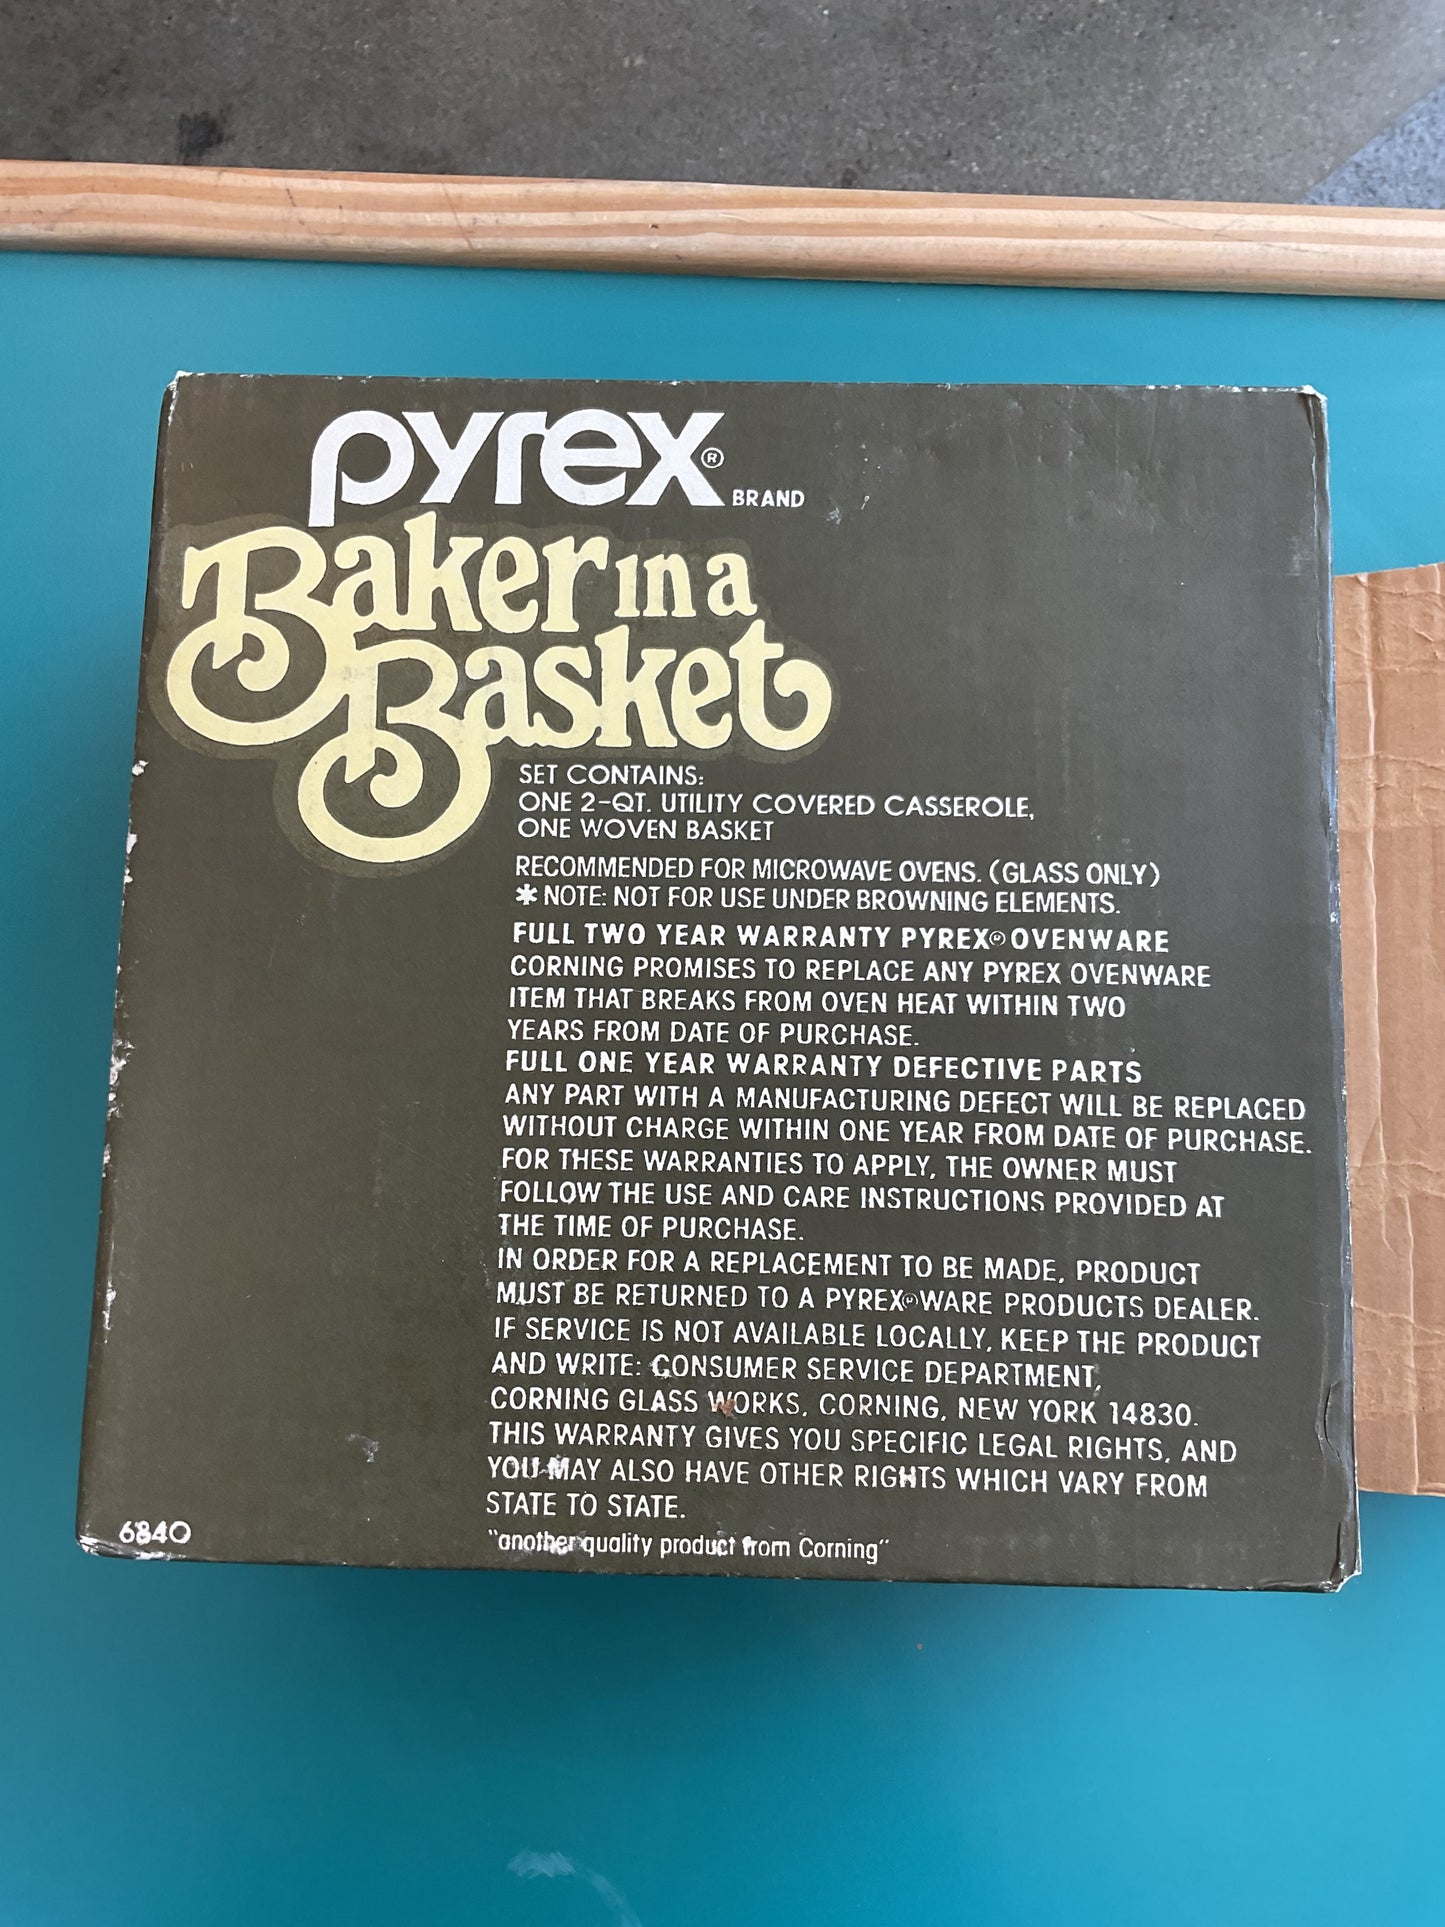 pyrex® BRAND
Baker in a
Basket
SET CONTAINS:
ONE 2-QT. UTILITY COVERED CASSEROLE,
ONE WOVEN BASKET
RECOMMENDED FOR MICROWAVE OVENS. (GLASS ONLY)
* NOTE: NOT FOR USE UNDER BROWNING ELEMENTS.
FULL TWO YEAR WARRANTY PYREX® OVENWARE
CORNING PROMISES TO REPLACE ANY PYREX OVENWARE
ITEM THAT BREAKS FROM OVEN HEAT WITHIN TWO
YEARS FROM DATE OF PURCHASE.
FULL ONE YEAR WARRANTY DEFECTIVE PARTS
ANY PART WITH A MANUFACTURING DEFECT WILL BE REPLACED
WITHOUT CHARGE WITHIN ONE YEAR FROM DATE OF PURCHASE.
FOR THESE WARRANTIES TO APPLY, THE OWNER MUST
FOLLOW THE USE AND CARE INSTRUCTIONS PROVIDED AT
THE TIME OF PURCHASE.
IN ORDER FOR A REPLACEMENT TO BE MADE, PRODUCT
MUST BE RETURNED TO A PYREX® WARE PRODUCTS DEALER.
IF SERVICE IS NOT AVAILABLE LOCALLY, KEEP THE PRODUCT
AND WRITE: CONSUMER SERVICE DEPARTMENT,
CORNING GLASS WORKS, CORNING, NEW YORK 14830.
THIS WARRANTY GIVES YOU SPECIFIC LEGAL RIGHTS, AND
YOU MAY ALSO HAVE OTHER RIGHTS WHICH VARY FROM
STATE TO STATE.
"another quality product from Corning"
6840